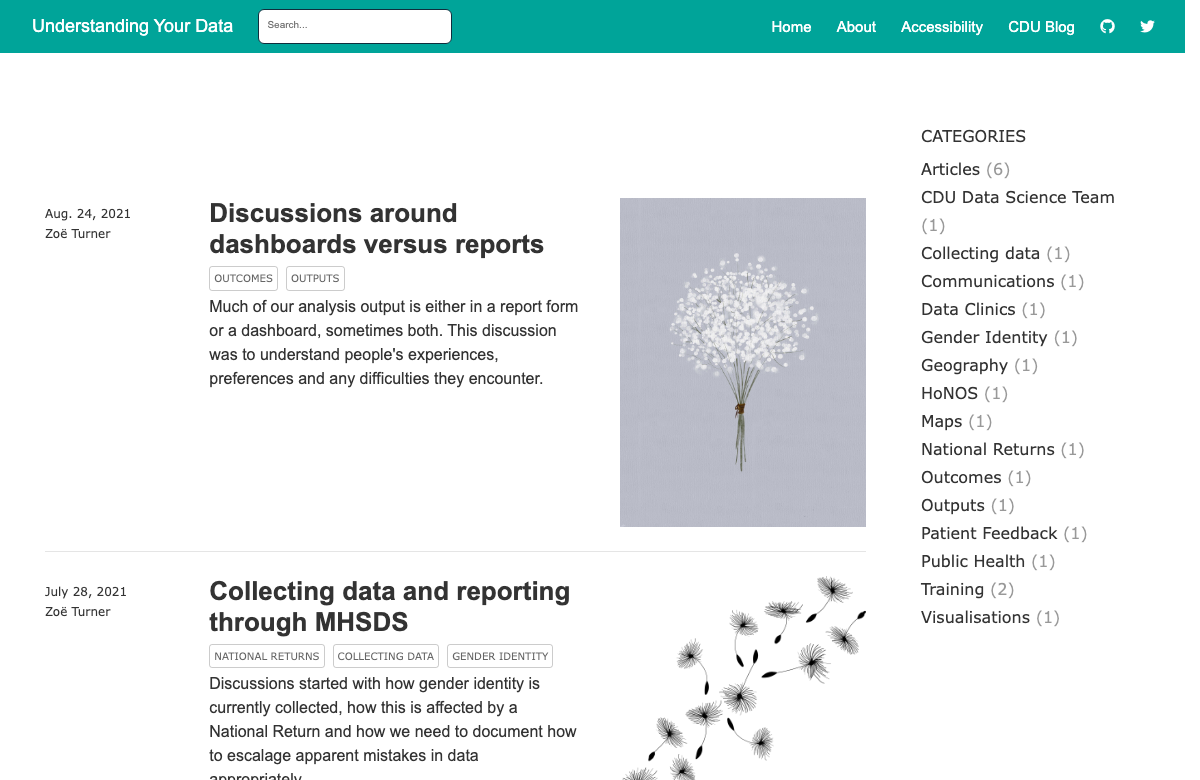 Understanding Your Data
Search...
Home
About
Accessibility
CDU Blog
Aug. 24, 2021
Zoë Turner
Discussions around
dashboards versus reports
OUTCOMES
OUTPUTS
Much of our analysis output is either in a report form
or a dashboard, sometimes both. This discussion
was to understand people's experiences,
preferences and any difficulties they encounter.
July 28, 2021
Zoë Turner
Collecting data and reporting
through MHSDS
NATIONAL RETURNS
COLLECTING DATA
GENDER IDENTITY
Discussions started with how gender identity is
currently collected, how this is affected by a
National Return and how we need to document how
to escalage apparent mistakes in data
appropriately.
CATEGORIES
Articles (6)
CDU Data Science Team
(1)
Collecting data (1)
Communications (1)
Data Clinics (1)
Gender Identity (1)
Geography (1)
HoNOS (1)
Maps (1)
National Returns (1)
Outcomes (1)
Outputs (1)
Patient Feedback (1)
Public Health (1)
Training (2)
Visualisations (1)